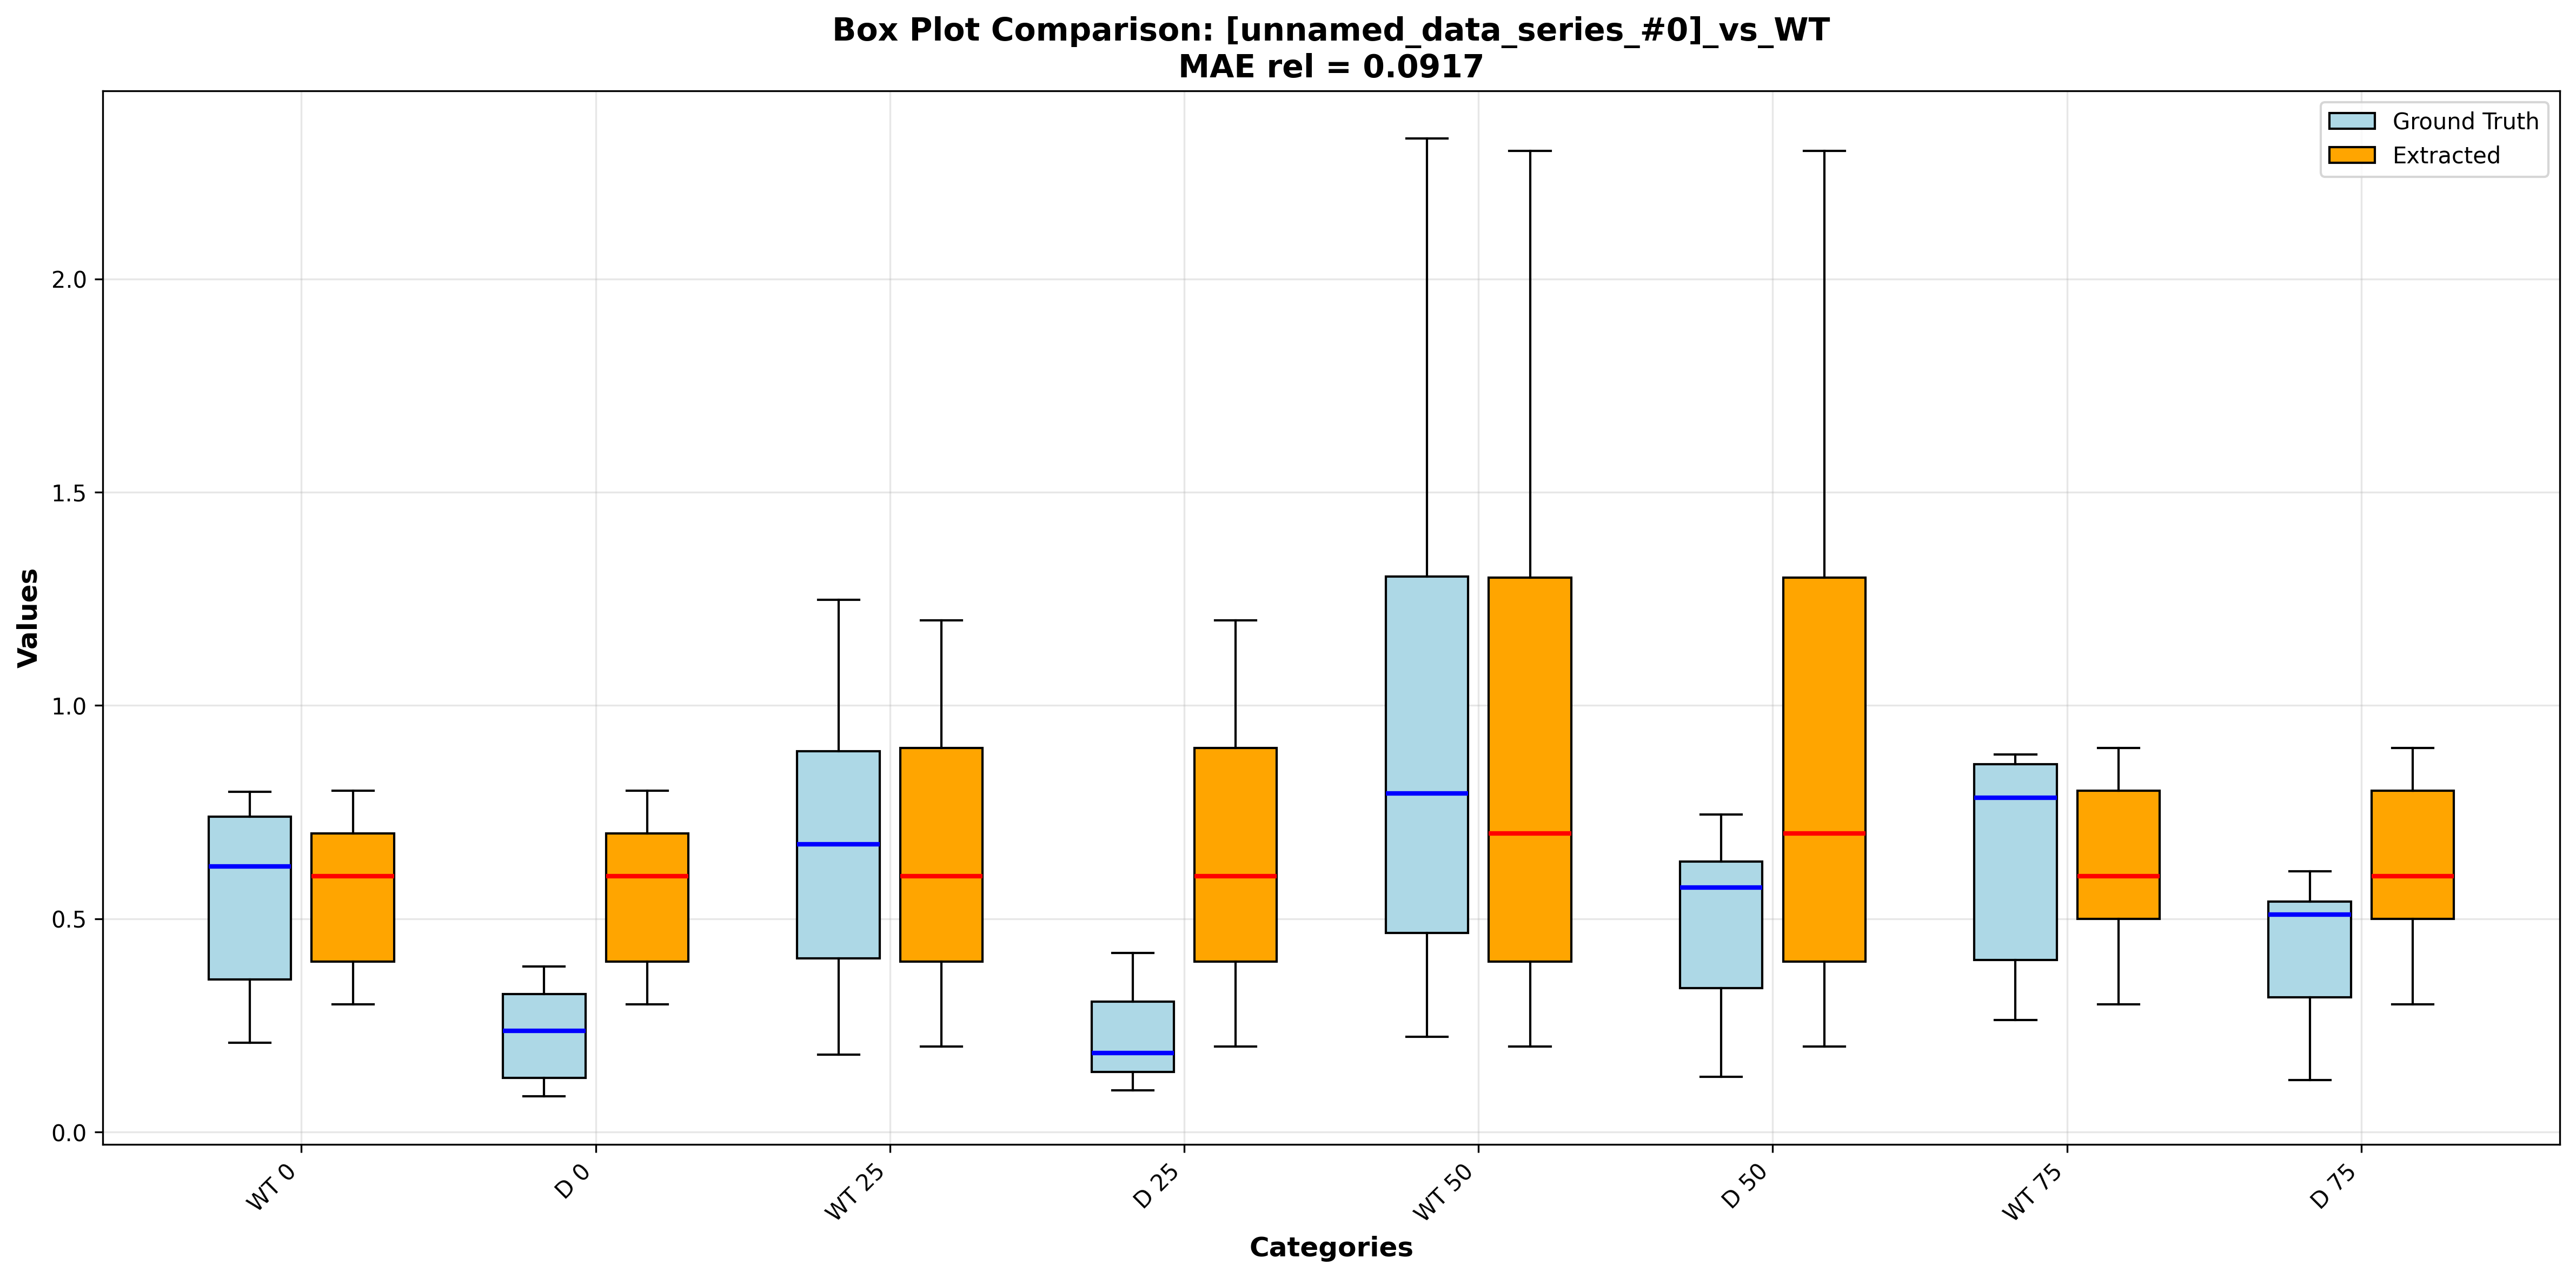 Box Plot Comparison: [unnamed_data_series_#0]_vs_WT
MAE rel = 0.0917
Ground Truth
Extracted
Values
2.0
1.5
1.0
0.5
0.0
WT 0
D 0
WT 25
D 25
WT 50
D 50
WT 75
D 75
Categories